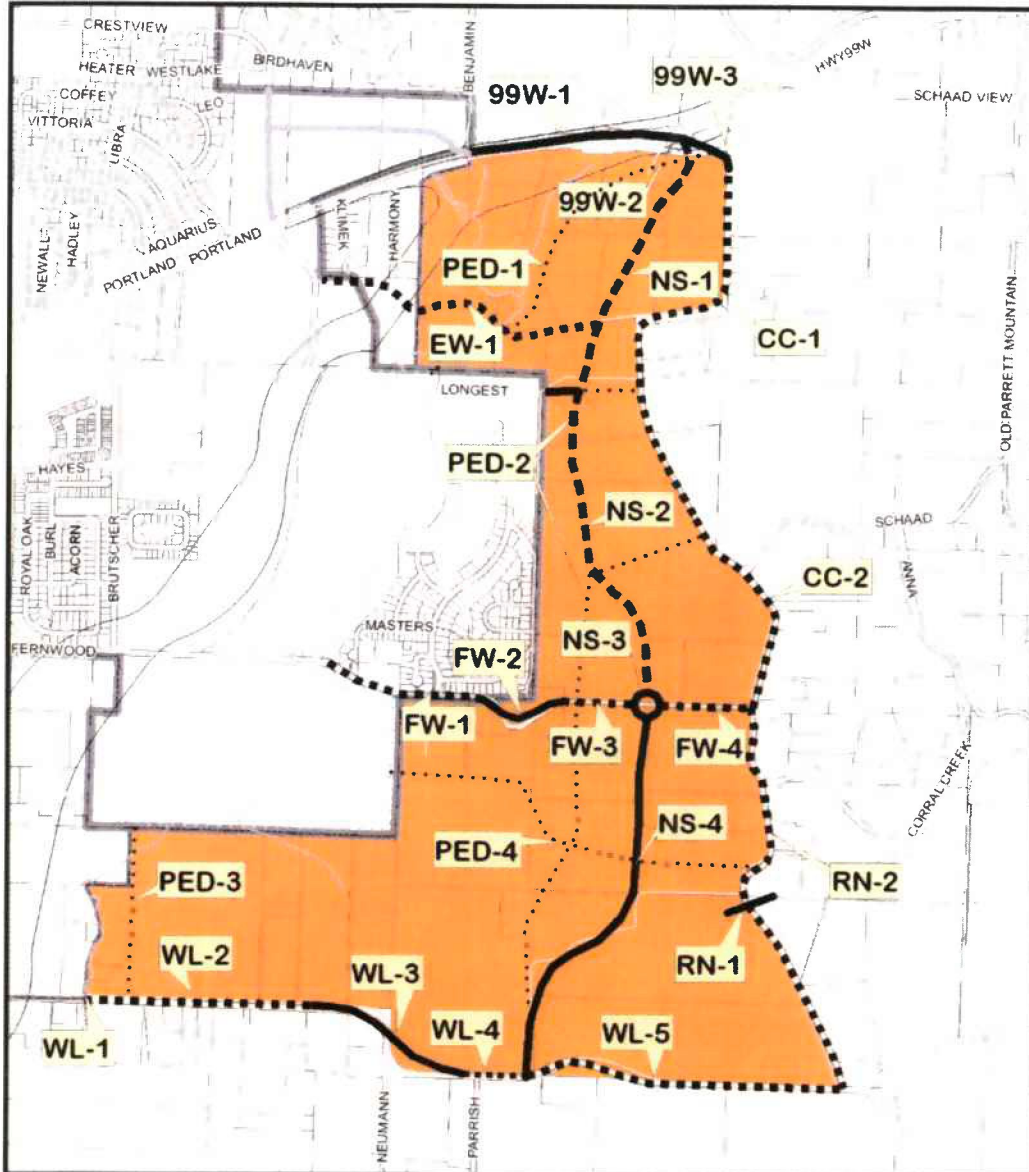 CRESTVIEW
BIRDHAVEN
BENJAMIN
HEATER
WESTLAKE
99W-1
99W-3
HWY99W
COFFEY
LEO
SCHAAD VIEW
VITTORIA
LIBRA
99W-2
NEWALL
HADLEY
AQUARIUS
KLIMEK
HARMONY
PORTLAND
PORTLAND
PED-1
NS-1
EW-1
CC-1
OLD PARRETT MOUNTAIN
LONGEST
HAYES
PED-2
ROYAL OAK
BURL
ACORN
BRUTSCHER
NS-2
SCHAAD
ANNA
CC-2
MASTERS
FERNWOOD
FW-2
NS-3
FW-1
FW-3
FW-4
CORRAL CREEK
PED-4
NS-4
PED-3
RN-2
WL-2
WL-3
RN-1
WL-4
WL-5
WL-1
NEUMANN
PARRISH